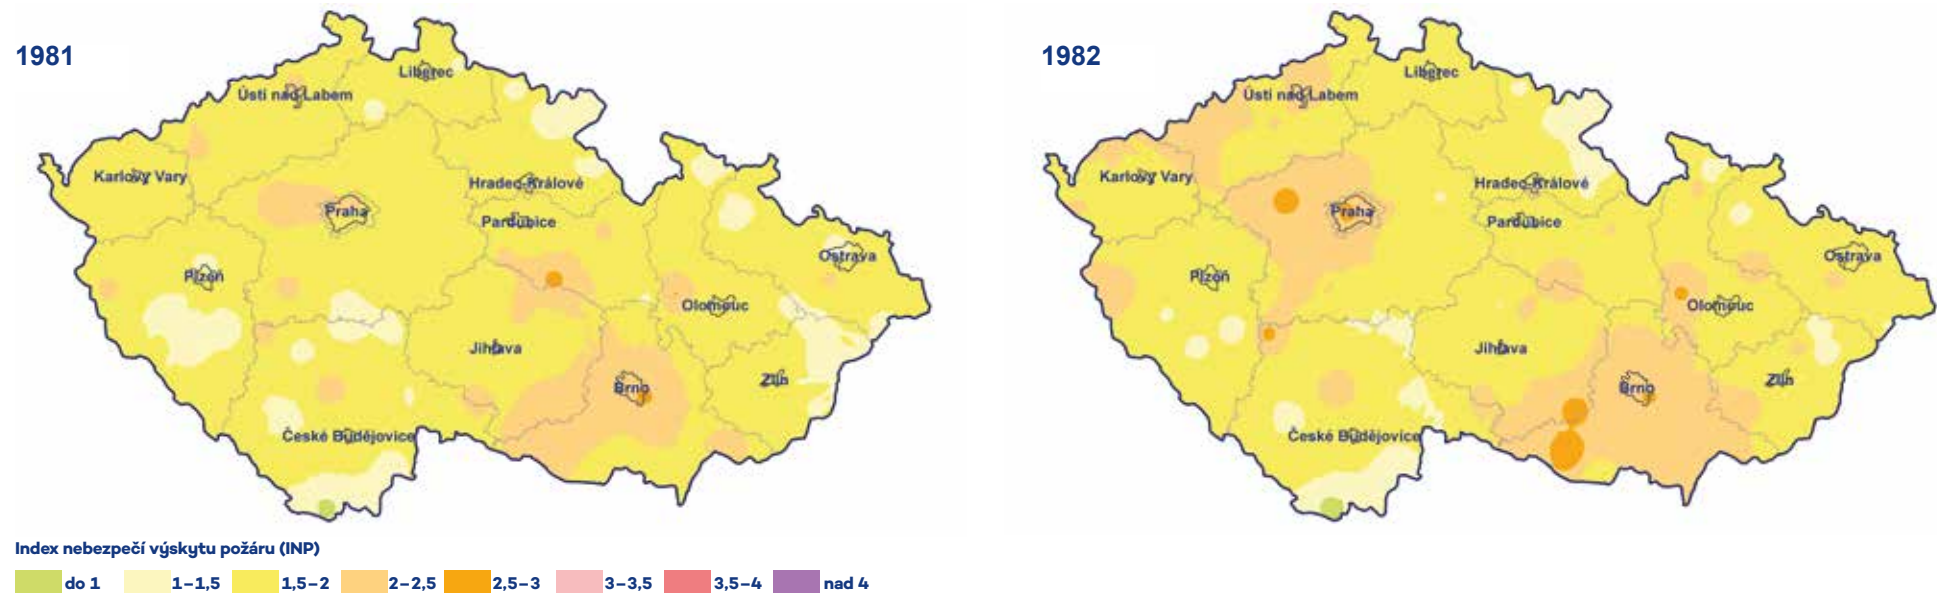 1981
Liberec
Ústí nad Labem
Karlovy Vary
Hradec Králové
Praha
Pardubice
Plzeň
Ostrava
Olomouc
Jihlava
Brno
Zlín
České Budějovice
1982
Liberec
Ústí nad Labem
Karlovy Vary
Hradec Králové
Praha
Pardubice
Plzeň
Ostrava
Olomouc
Jihlava
Brno
Zlín
České Budějovice
Index nebezpečí výskytu požáru (INP)
do 1 1–1,5 1,5–2 2–2,5 2,5–3 3–3,5 3,5–4 nad 4